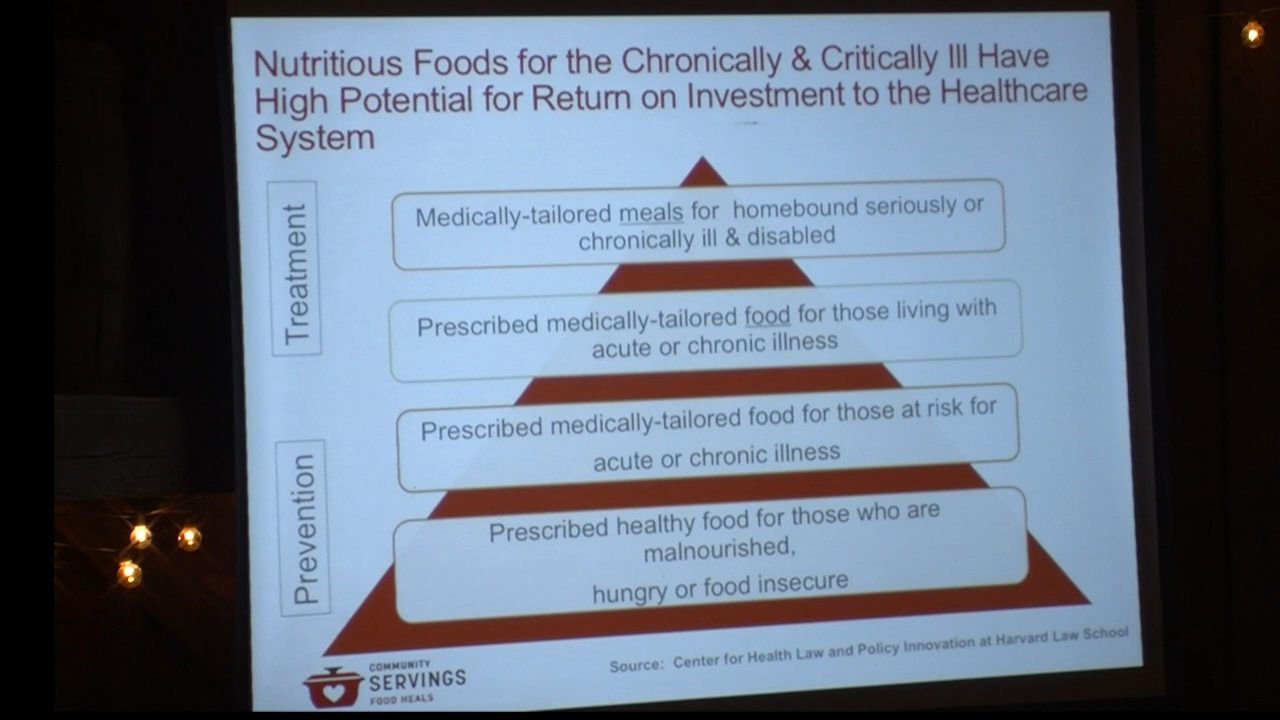 Nutritious Foods for the Chronically & Critically Ill Have
High Potential for Return on Investment to the Healthcare
System
Treatment
Medically-tailored meals for homebound seriously or
chronically ill & disabled
Prescribed medically-tailored food for those living with
acute or chronic illness
Prevention
Prescribed medically-tailored food for those at risk for
acute or chronic illness
Prescribed healthy food for those who are
malnourished,
hungry or food insecure
COMMUNITY
SERVINGS
FOOD HEALS
Source: Center for Health Law and Policy Innovation at Harvard Law School